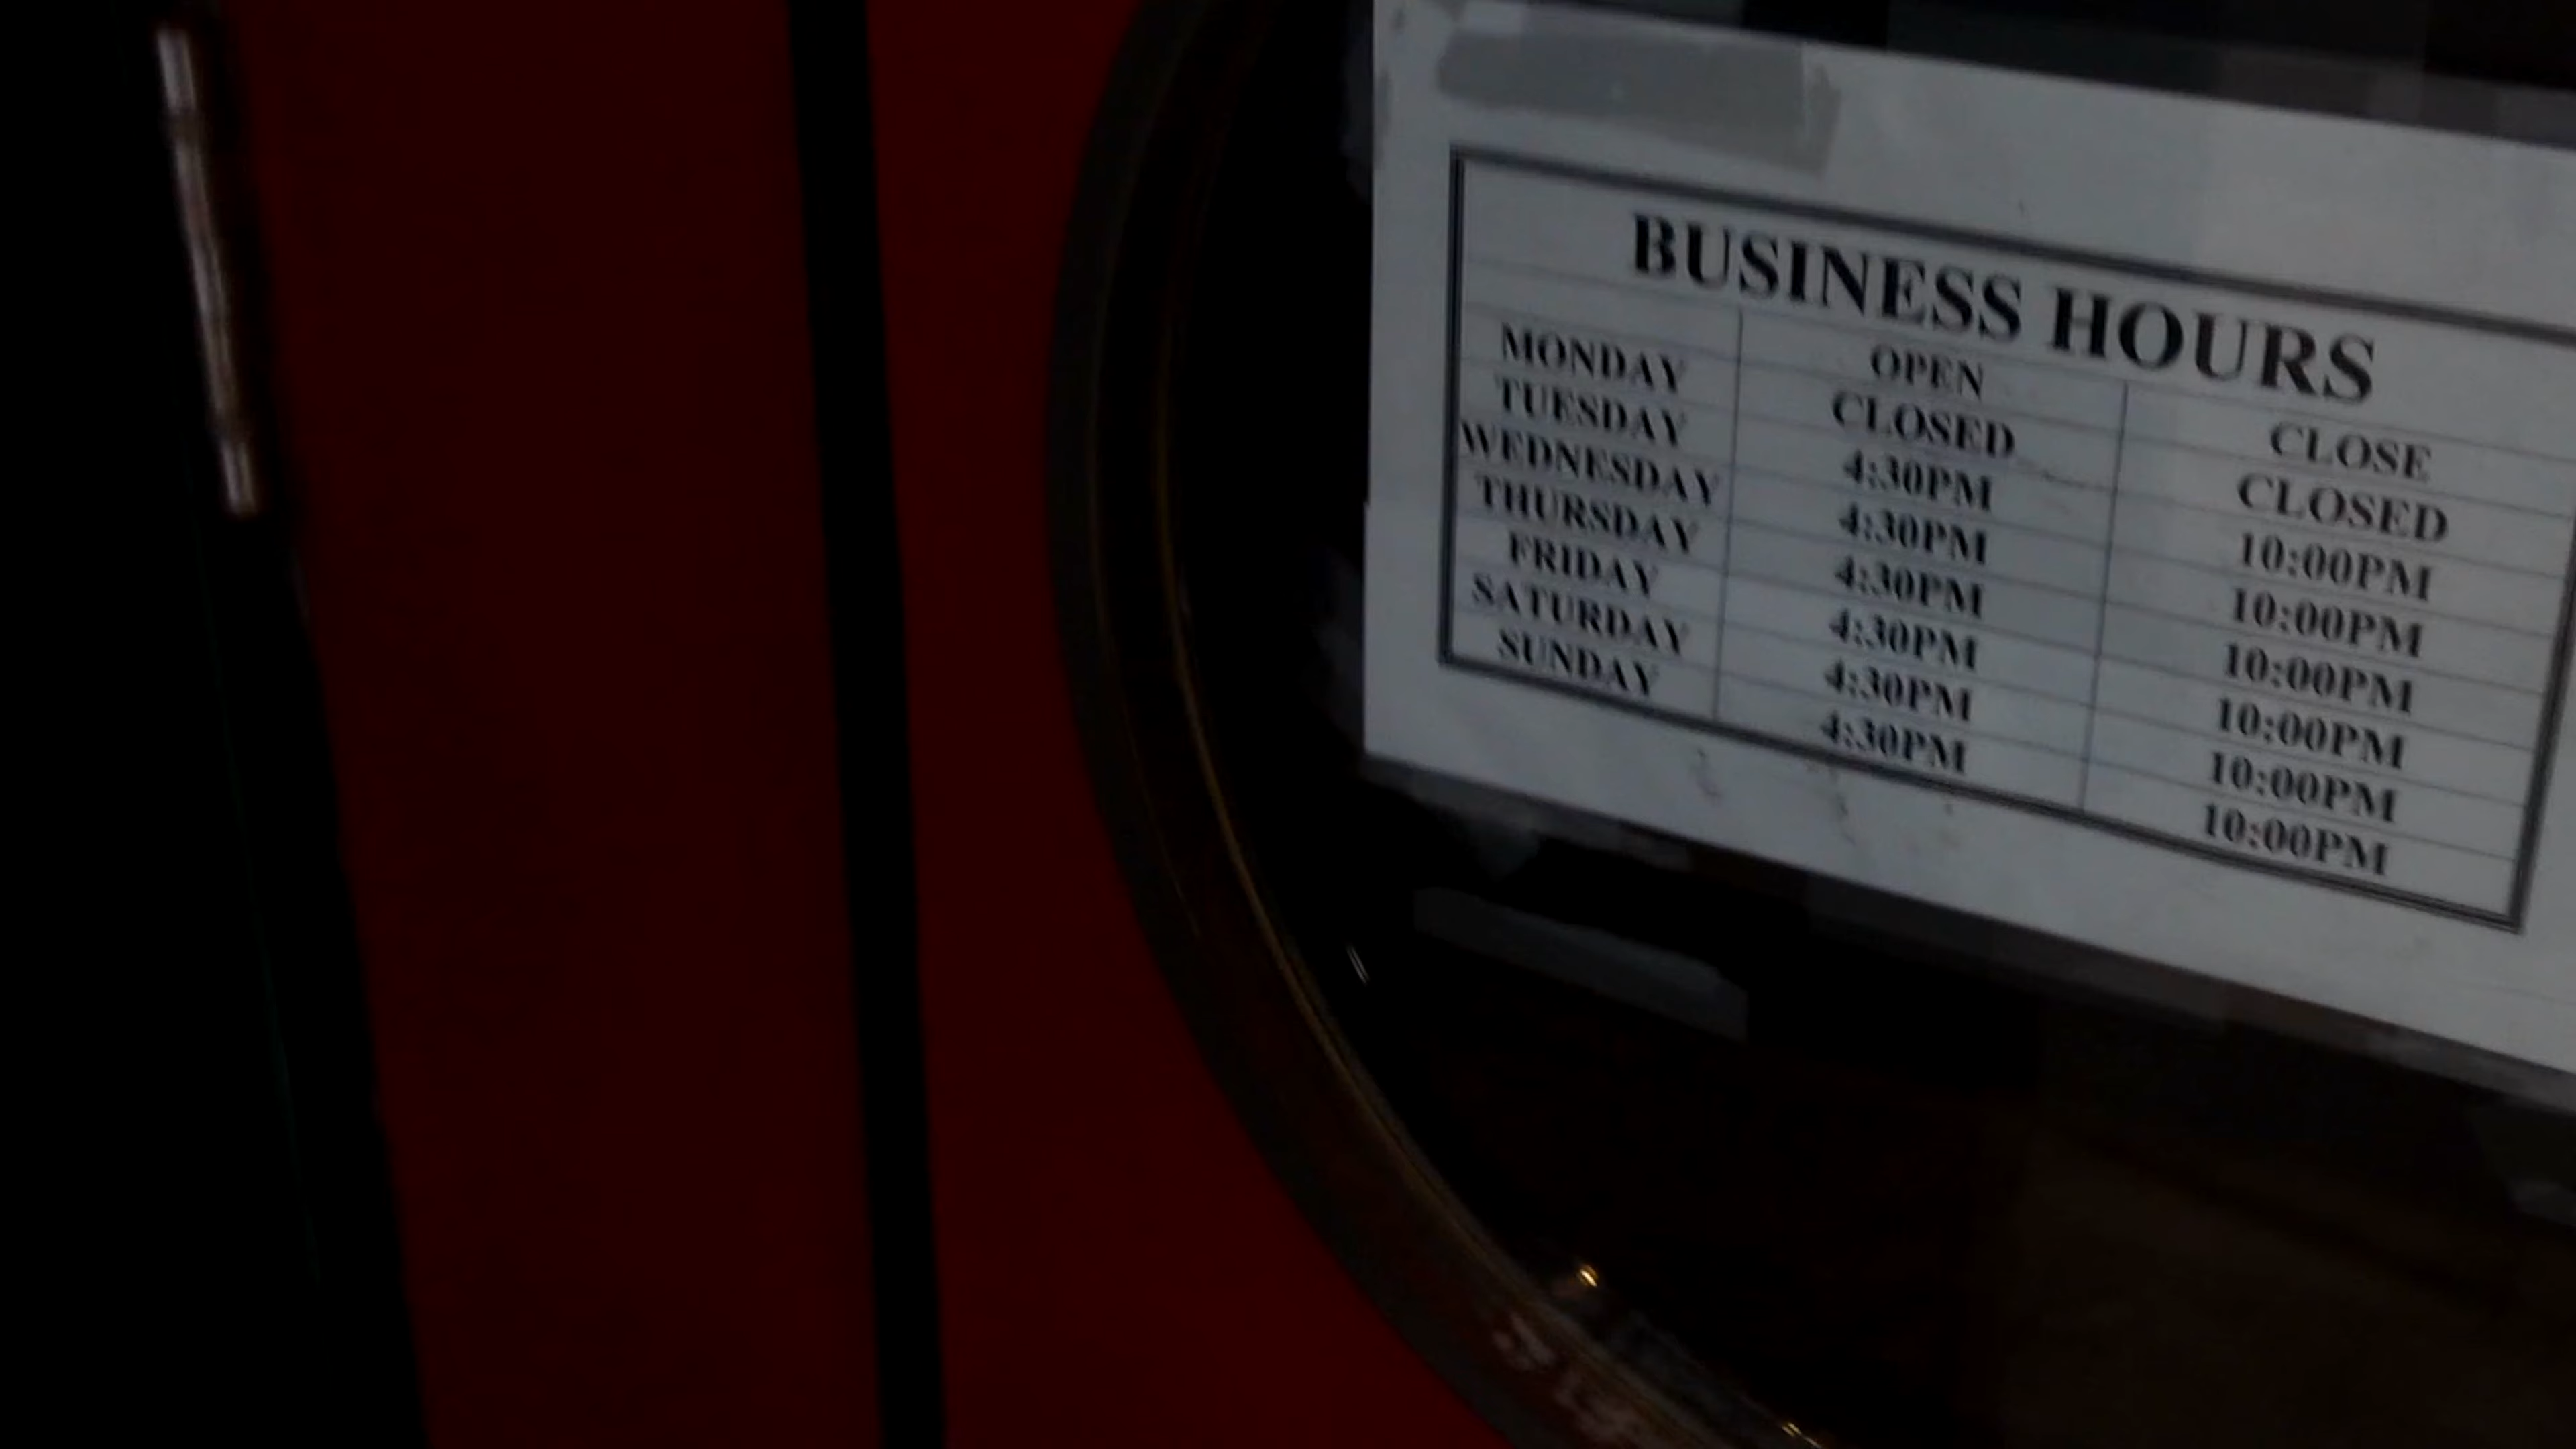 BUSINESS HOURS
OPEN CLOSE
MONDAY CLOSED CLOSED
TUESDAY 4:30PM 10:00PM
WEDNESDAY 4:30PM 10:00PM
THURSDAY 4:30PM 10:00PM
FRIDAY 4:30PM 10:00PM
SATURDAY 4:30PM 10:00PM
SUNDAY 4:30PM 10:00PM